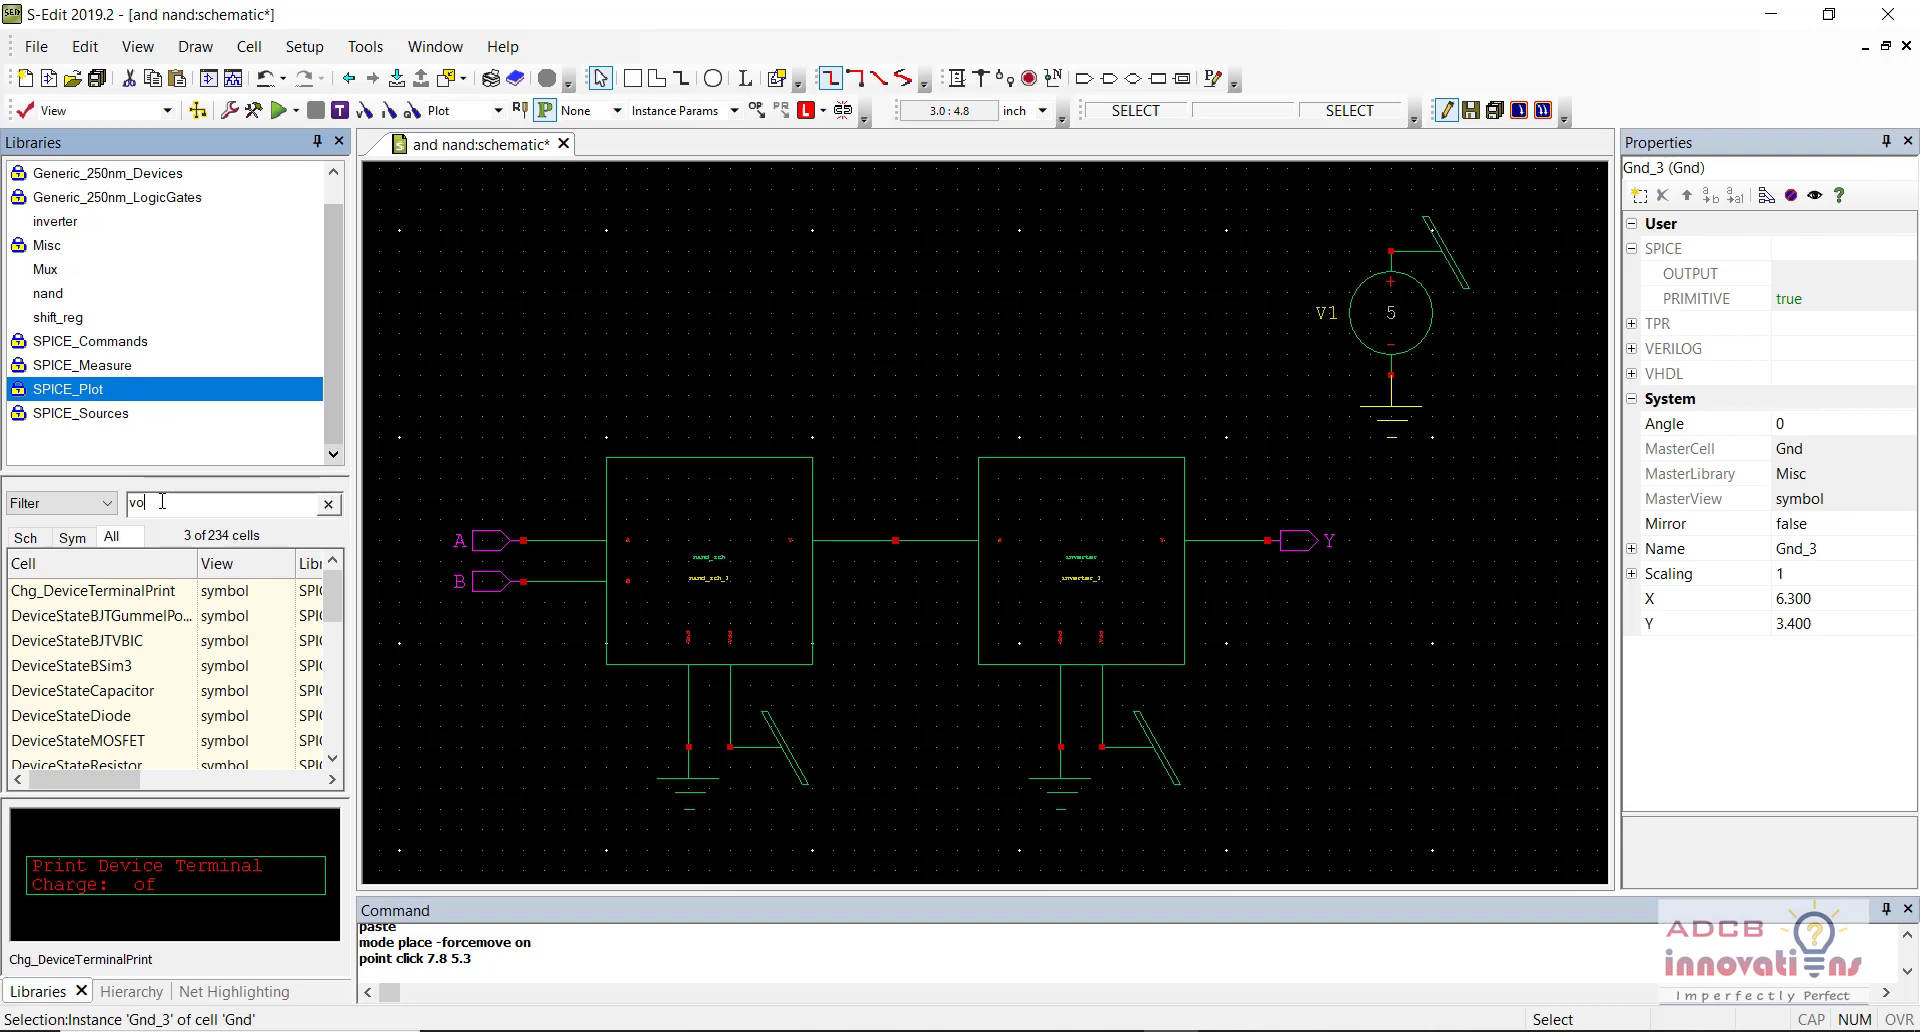 S-Edit 2019.2 - [and nand:schematic*]
File Edit View Draw Cell Setup Tools Window Help
View
Plot
None
Instance Params
3.0 : 4.8
inch
SELECT
SELECT
Libraries
Generic_250nm_Devices
Generic_250nm_LogicGates
inverter
Misc
Mux
nand
shift_reg
SPICE_Commands
SPICE_Measure
SPICE_Plot
SPICE_Sources
Filter
vo
Sch Sym All 3 of 234 cells
Cell View
Chg_DeviceTerminalPrint symbol
DeviceStateBJTGummelPo... symbol
DeviceStateBJTVBIC symbol
DeviceStateBSim3 symbol
DeviceStateCapacitor symbol
DeviceStateDiode symbol
DeviceStateMOSFET symbol
DeviceStateResistor symbol
Print Device Terminal
Charge: of
Chg_DeviceTerminalPrint
Libraries Hierarchy Net Highlighting
Selection:Instance 'Gnd_3' of cell 'Gnd'
and nand:schematic*
V1
5
A
B
nand_sch
nand_sch_1
inverter
inverter_1
Y
Command
paste
mode place -forcemove on
point click 7.8 5.3
Properties
Gnd_3 (Gnd)
User
SPICE
OUTPUT
PRIMITIVE true
TPR
VERILOG
VHDL
System
Angle 0
MasterCell Gnd
MasterLibrary Misc
MasterView symbol
Mirror false
Name Gnd_3
Scaling 1
X 6.300
Y 3.400
ADCB
innovations
Imperfectly Perfect
Select
CAP NUM OVR